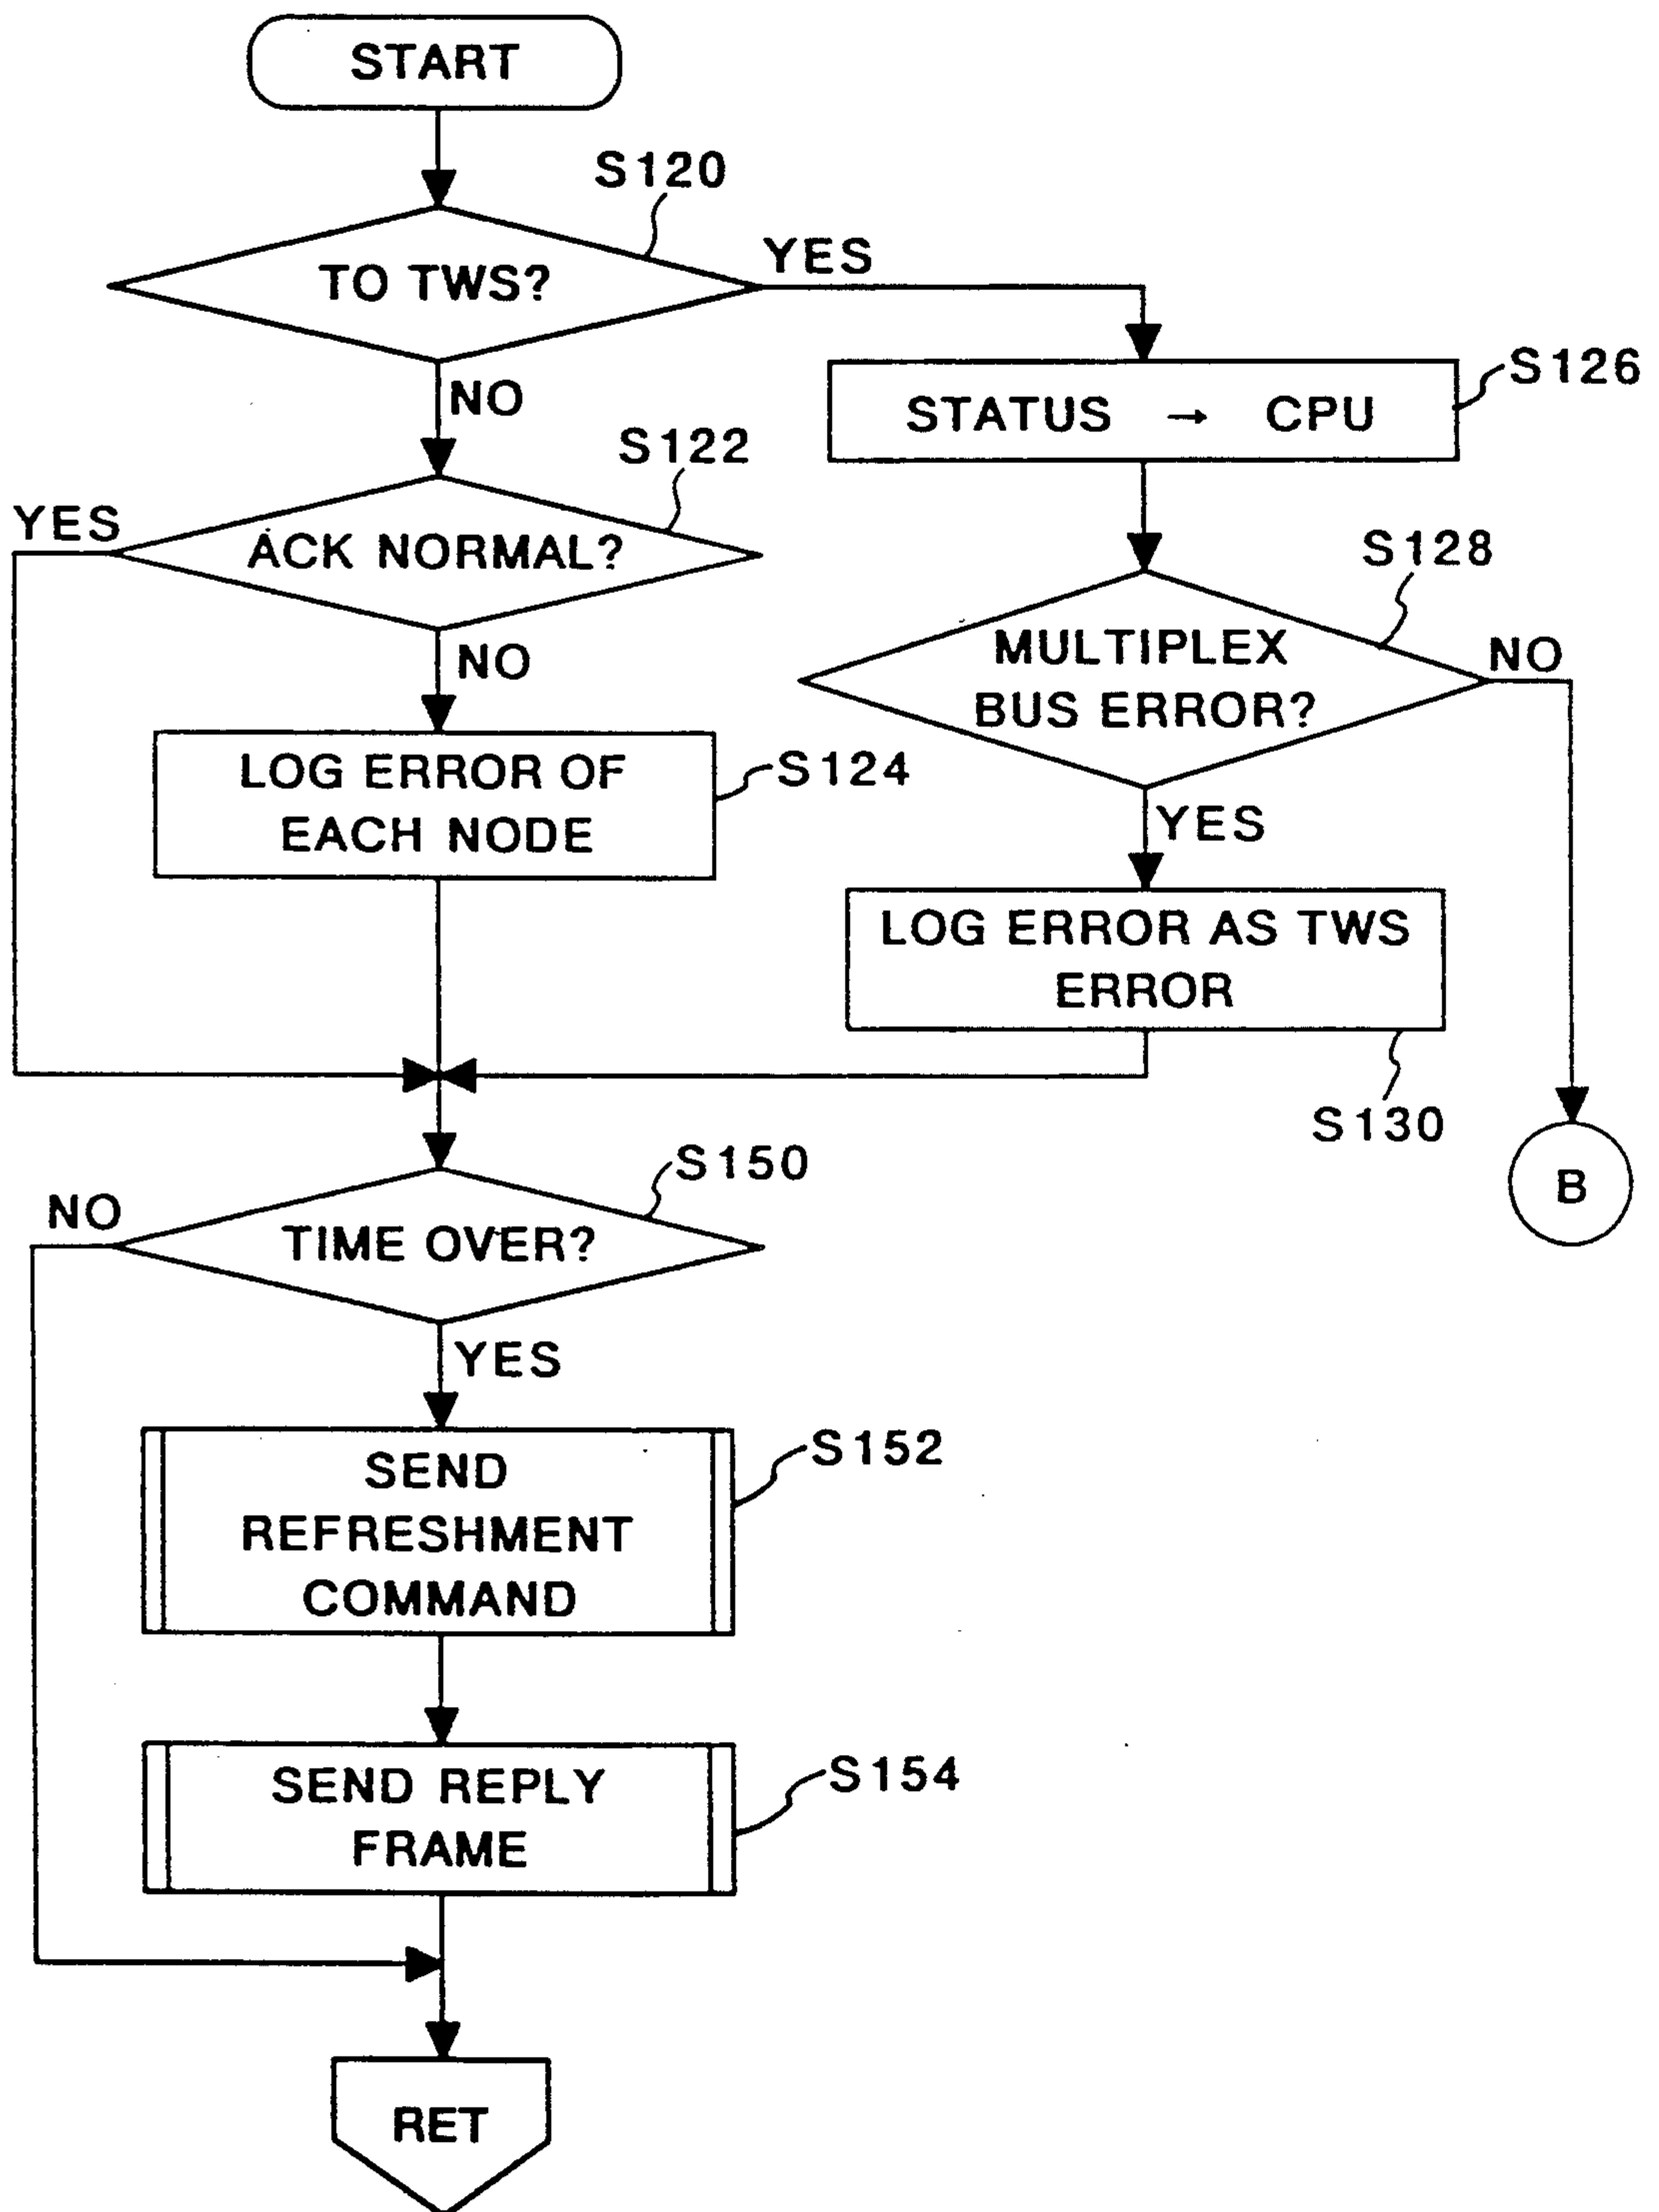 START
S120
TO TWS?
YES
NO
S126
STATUS → CPU
S122
YES
ACK NORMAL?
NO
S128
MULTIPLEX
BUS ERROR?
NO
YES
LOG ERROR OF
EACH NODE
S124
LOG ERROR AS TWS
ERROR
S130
B
S150
NO
TIME OVER?
YES
SEND
REFRESHMENT
COMMAND
S152
SEND REPLY
FRAME
S154
RET